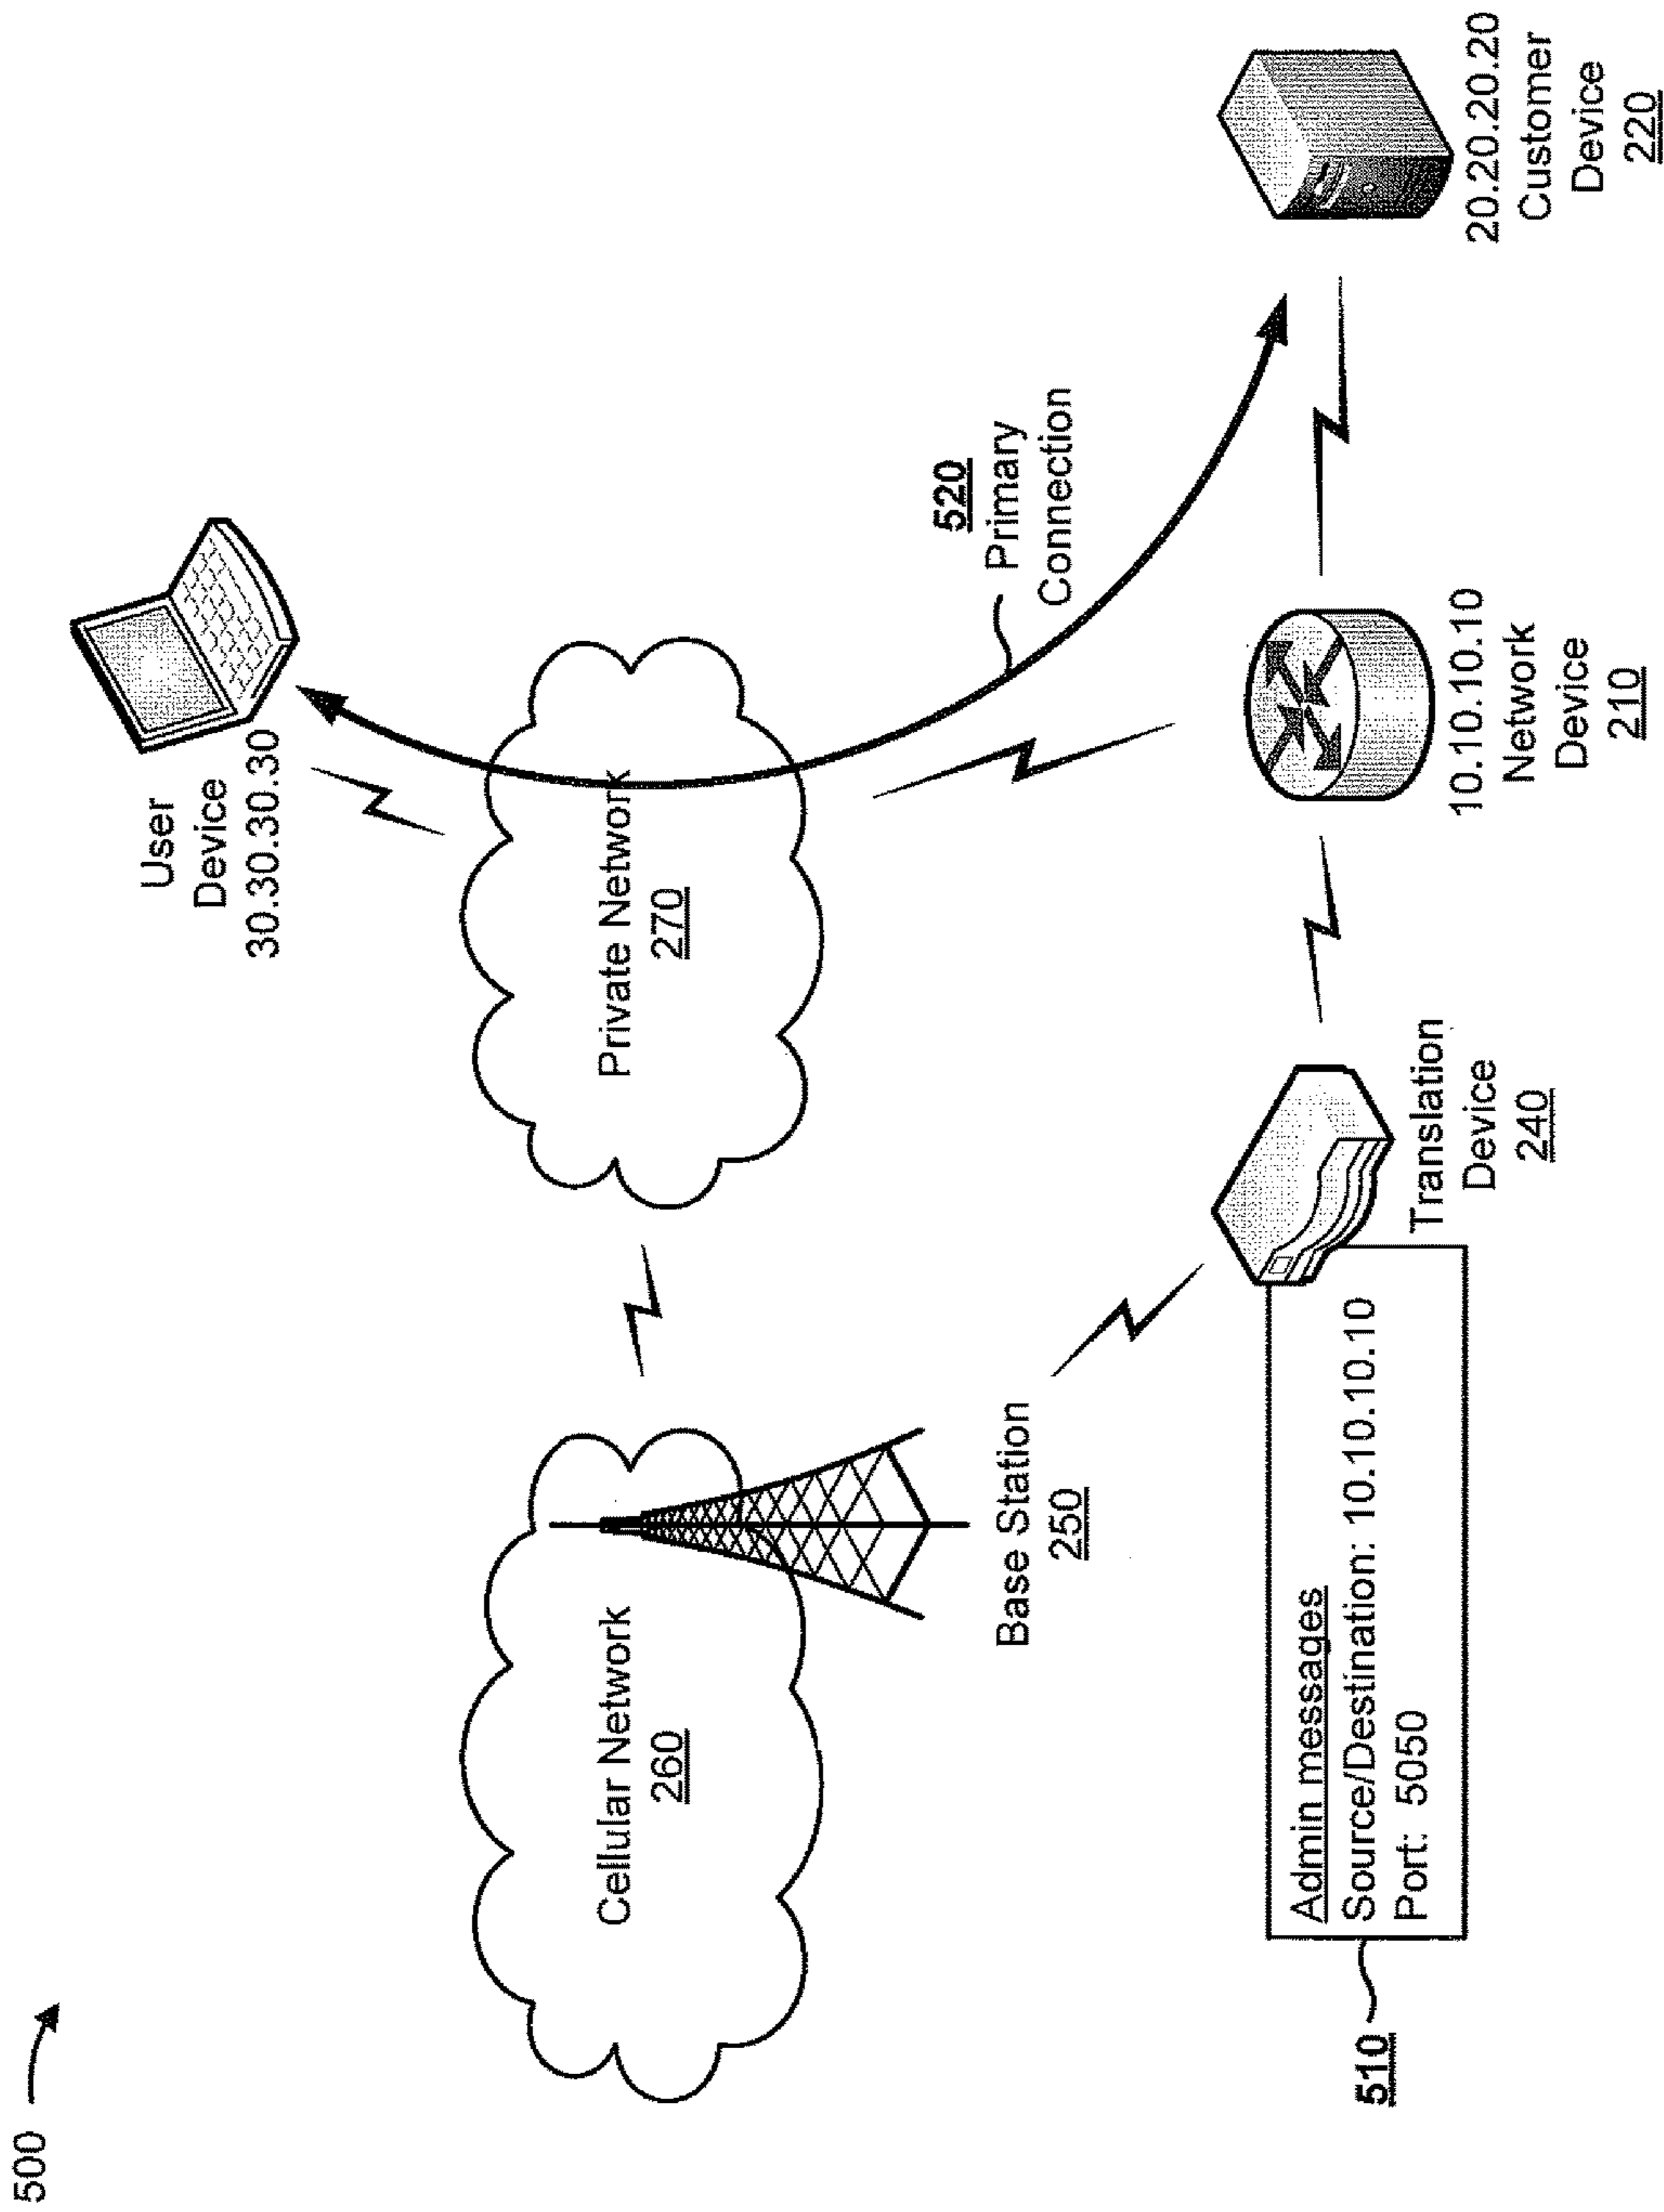 500
User
Device
30.30.30.30
Cellular Network
260
Private Network
270
520
Primary
Connection
Base Station
250
Admin messages
Source/Destination: 10.10.10.10
Port: 5050
510
Translation
Device
240
10.10.10.10
Network
Device
210
20.20.20.20
Customer
Device
220